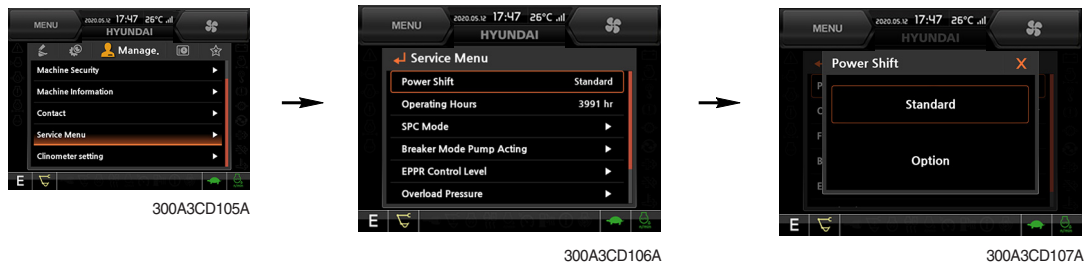 MENU
2020.05.12 17:47 26°C
HYUNDAI
Manage.
Machine Security
Machine Information
Contact
Service Menu
Clinometer setting
E
300A3CD105A
MENU
2020.05.12 17:47 26°C
HYUNDAI
Service Menu
Power Shift Standard
Operating Hours 3991 hr
SPC Mode
Breaker Mode Pump Acting
EPPR Control Level
Overload Pressure
E
300A3CD106A
MENU
2020.05.12 17:47 26°C
HYUNDAI
Power Shift X
Standard
Option
E
300A3CD107A